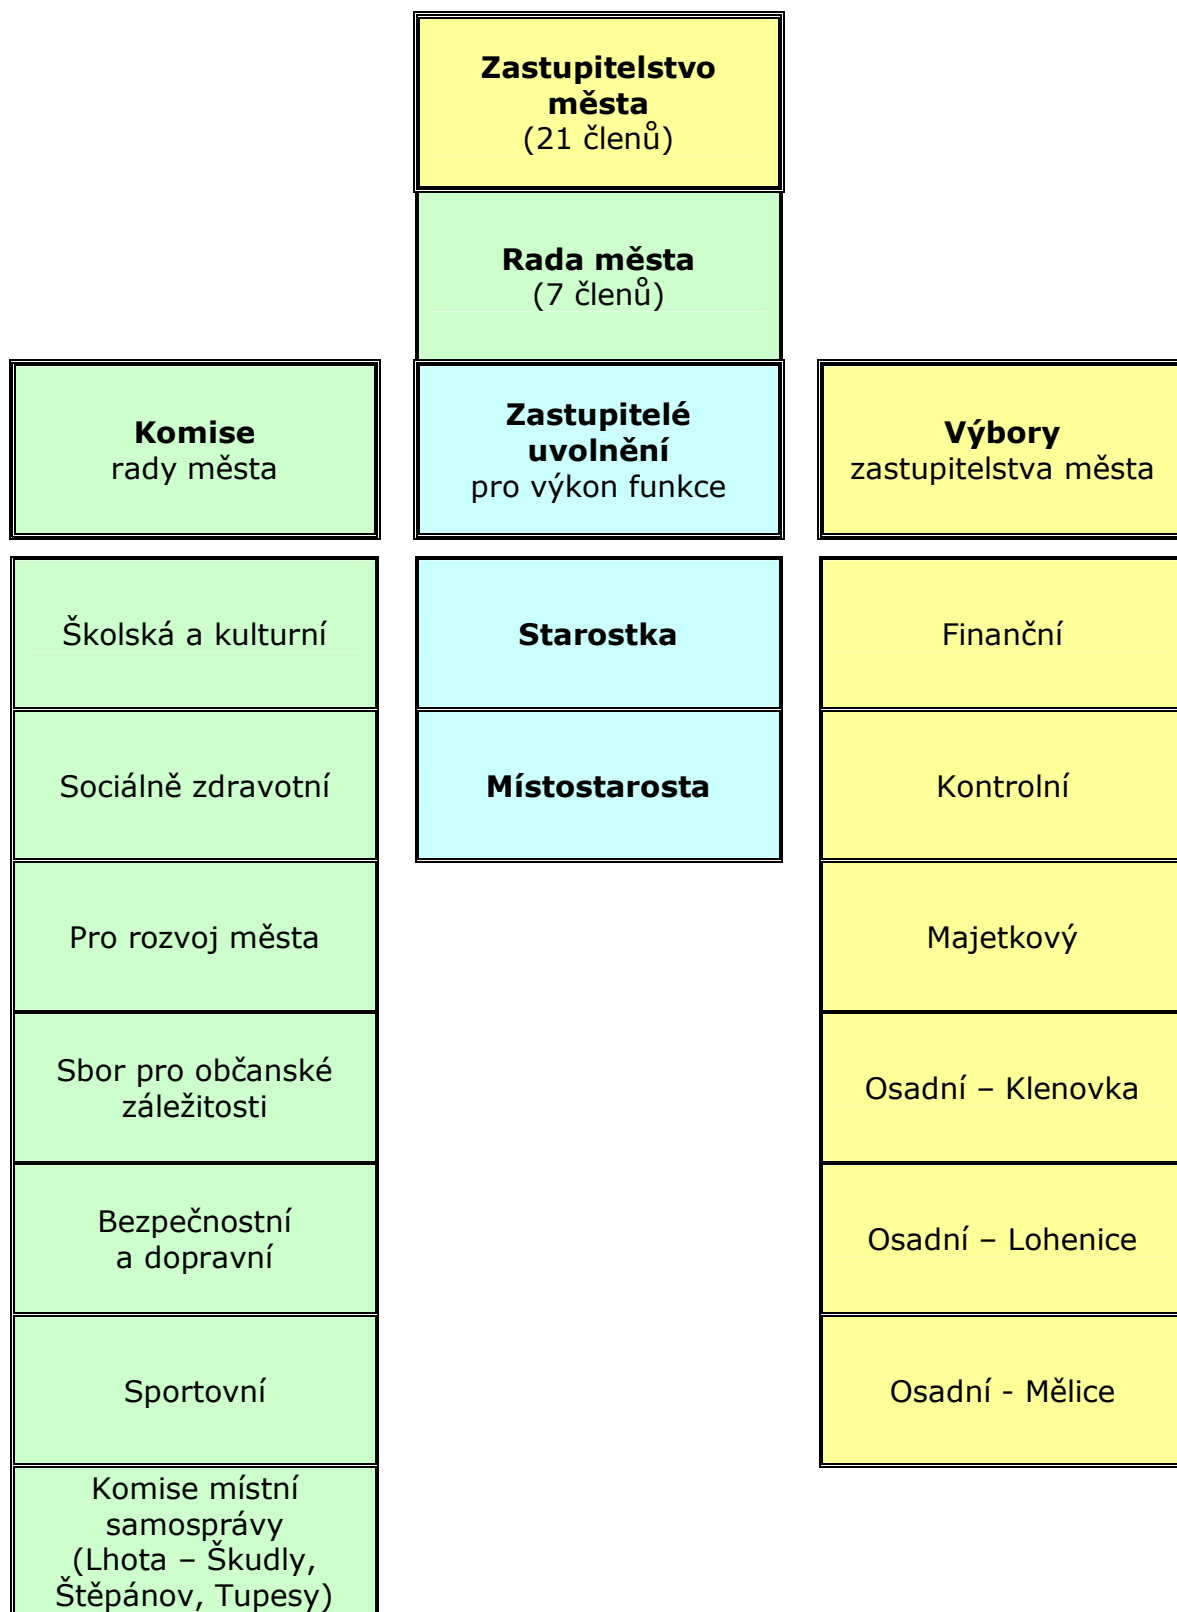 Zastupitelstvo
města
(21 členů)
Rada města
(7 členů)
Komise
rady města
Zastupitelé
uvolnění
pro výkon funkce
Výbory
zastupitelstva města
Školská a kulturní
Starostka
Finanční
Sociálně zdravotní
Místostarosta
Kontrolní
Pro rozvoj města
Majetkový
Sbor pro občanské
záležitosti
Osadní – Klenovka
Bezpečnostní
a dopravní
Osadní – Lohenice
Sportovní
Osadní - Mělice
Komise místní
samosprávy
(Lhota – Škudly,
Štěpánov, Tupesy)